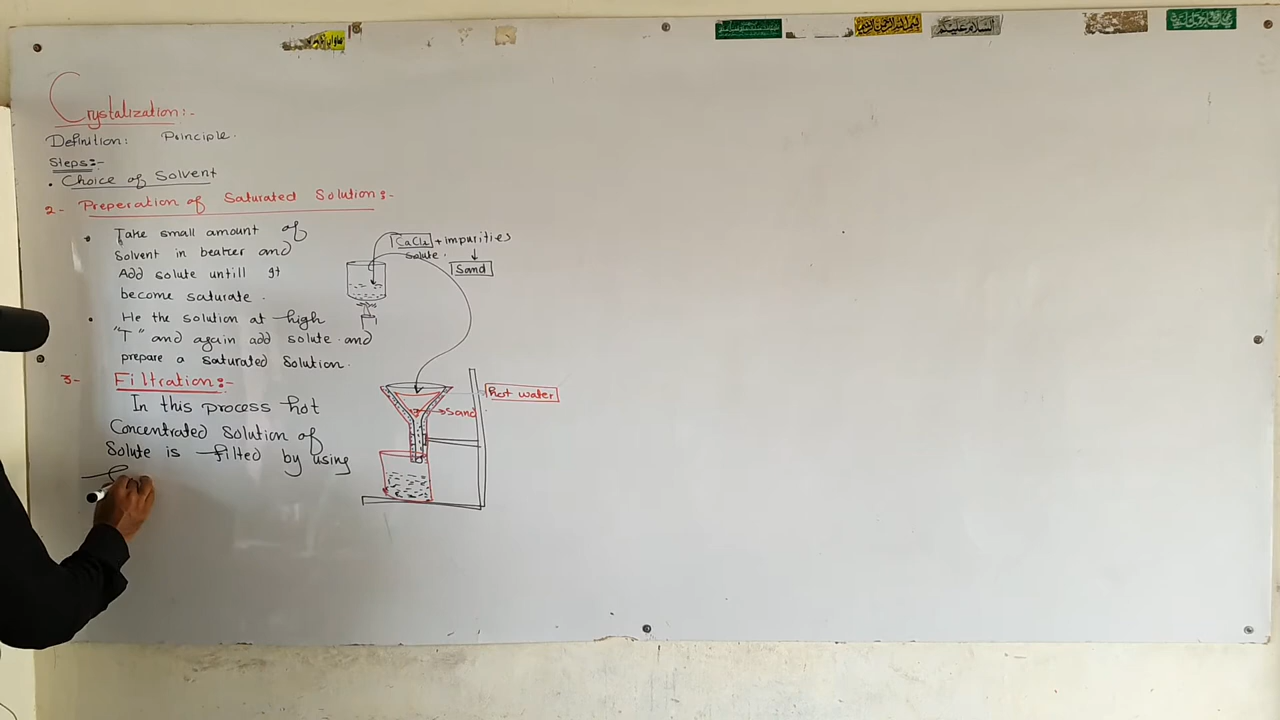 Crystalization:-
Definition: Principle.
Steps:-
• Choice of Solvent
2- Preperation of Saturated Solution:-
• Take small amount of
Solvent in beaker and
Add solute untill It
become saturate.
• He the solution at high
"T" and again add solute and
prepare a saturated solution.
3- Filtration:-
In this process hot
Concentrated Solution of
Solute is filted by using
CaCl₂ + impurities
solute.
Sand
Hot water
Sand
السلام علیکم